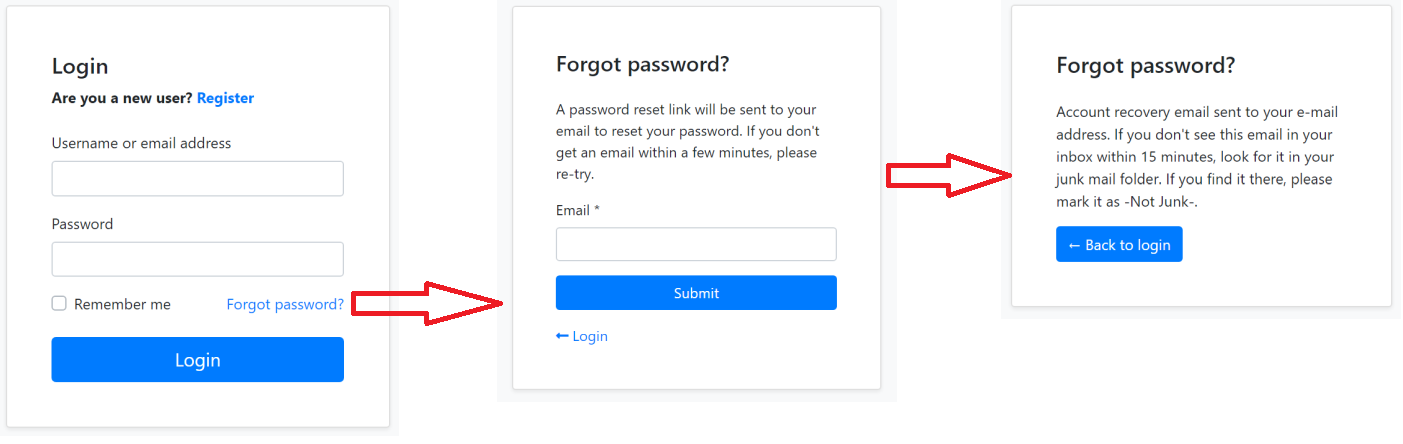 Login
Are you a new user? Register
Username or email address
Password
Remember me Forgot password?
Login
Forgot password?
A password reset link will be sent to your
email to reset your password. If you don't
get an email within a few minutes, please
re-try.
Email *
Submit
← Login
Forgot password?
Account recovery email sent to your e-mail
address. If you don't see this email in your
inbox within 15 minutes, look for it in your
junk mail folder. If you find it there, please
mark it as -Not Junk-.
← Back to login